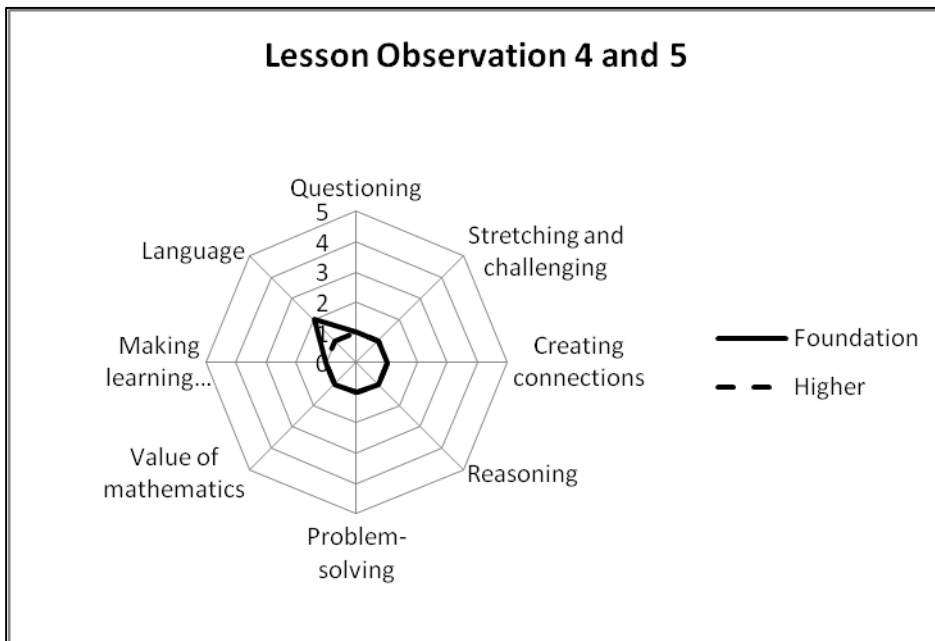 Lesson Observation 4 and 5
Questioning
Stretching and
challenging
Creating
connections
Reasoning
Problem-
solving
Value of
mathematics
Making
learning...
Language
5
4
3
2
1
0
Foundation
Higher